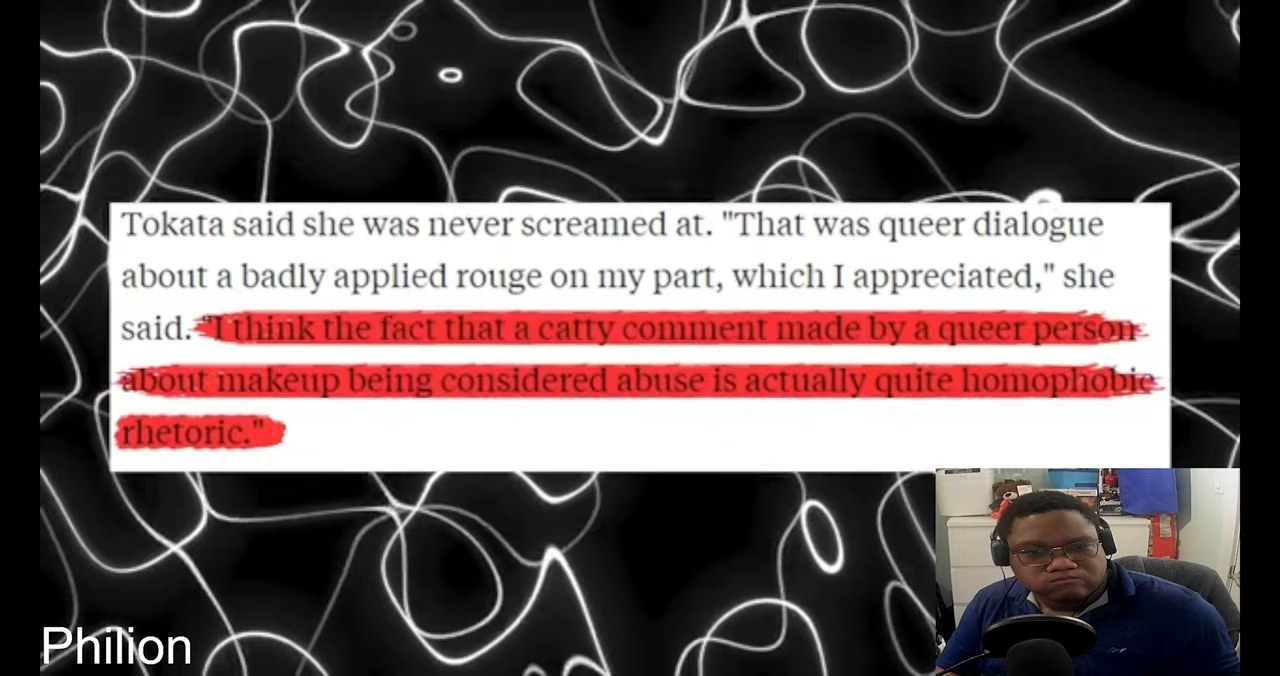 Tokata said she was never screamed at. "That was queer dialogue
about a badly applied rouge on my part, which I appreciated," she
said. "I think the fact that a catty comment made by a queer person
about makeup being considered abuse is actually quite homophobic
rhetoric."
Philion